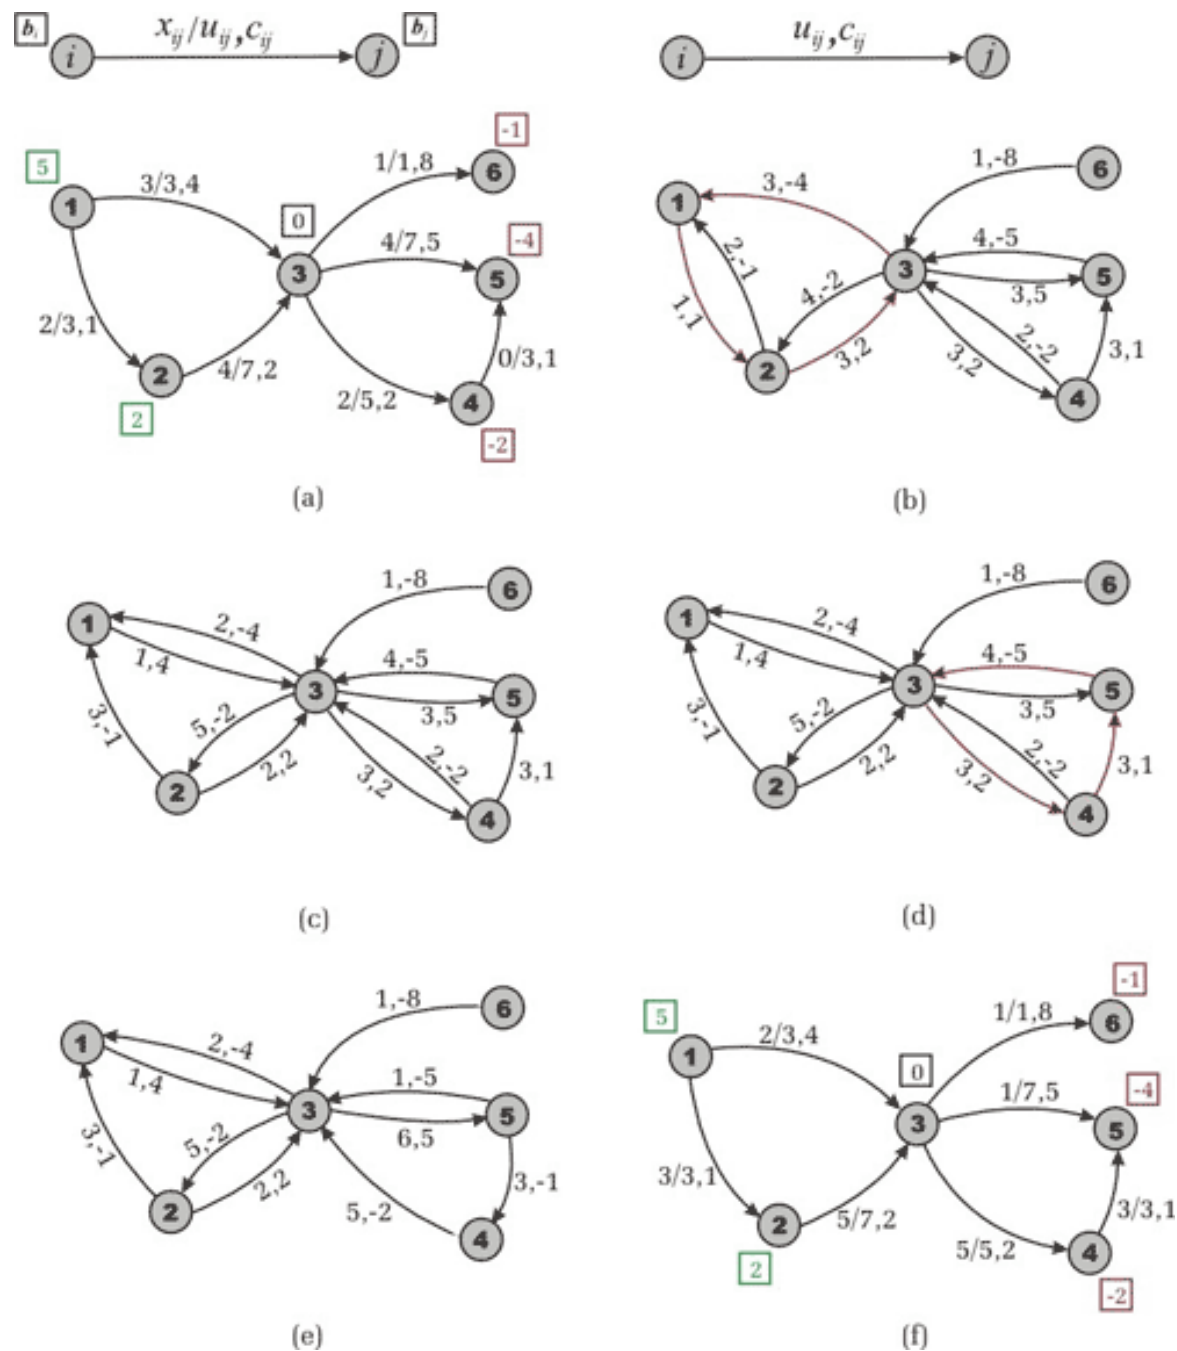 b_i x_ij/u_ij,c_ij b_j
i j
u_ij,c_ij
i j
-1
5 1/1,8 6
3/3,4
1 0 -4
4/7,5
3 5
2/3,1
2 4/7,2 0/3,1
2/5,2 4
2
-2
(a)
1,-8 6
3,-4
1
4,-5
2,-1 3 5
4,-2 3,5
1,1 2,-2
2 3,2 3,2 3,1
4
(b)
1,-8 6
1 2,-4
1,4 4,-5
3 5
3,-1 5,-2 3,5
2,2 2,-2 3,1
2 3,2
4
(c)
1,-8 6
1 2,-4
1,4 4,-5
3 5
3,-1 5,-2 3,5
2,2 2,-2 3,1
2 3,2
4
(d)
1,-8 6
1 2,-4
1,4 1,-5
3 5
3,-1 5,-2 6,5
2,2 3,-1
2 5,-2
4
(e)
-1
5 1/1,8 6
2/3,4
1 0 -4
1/7,5
3 5
3/3,1
2 5/7,2 3/3,1
5/5,2 4
2
-2
(f)